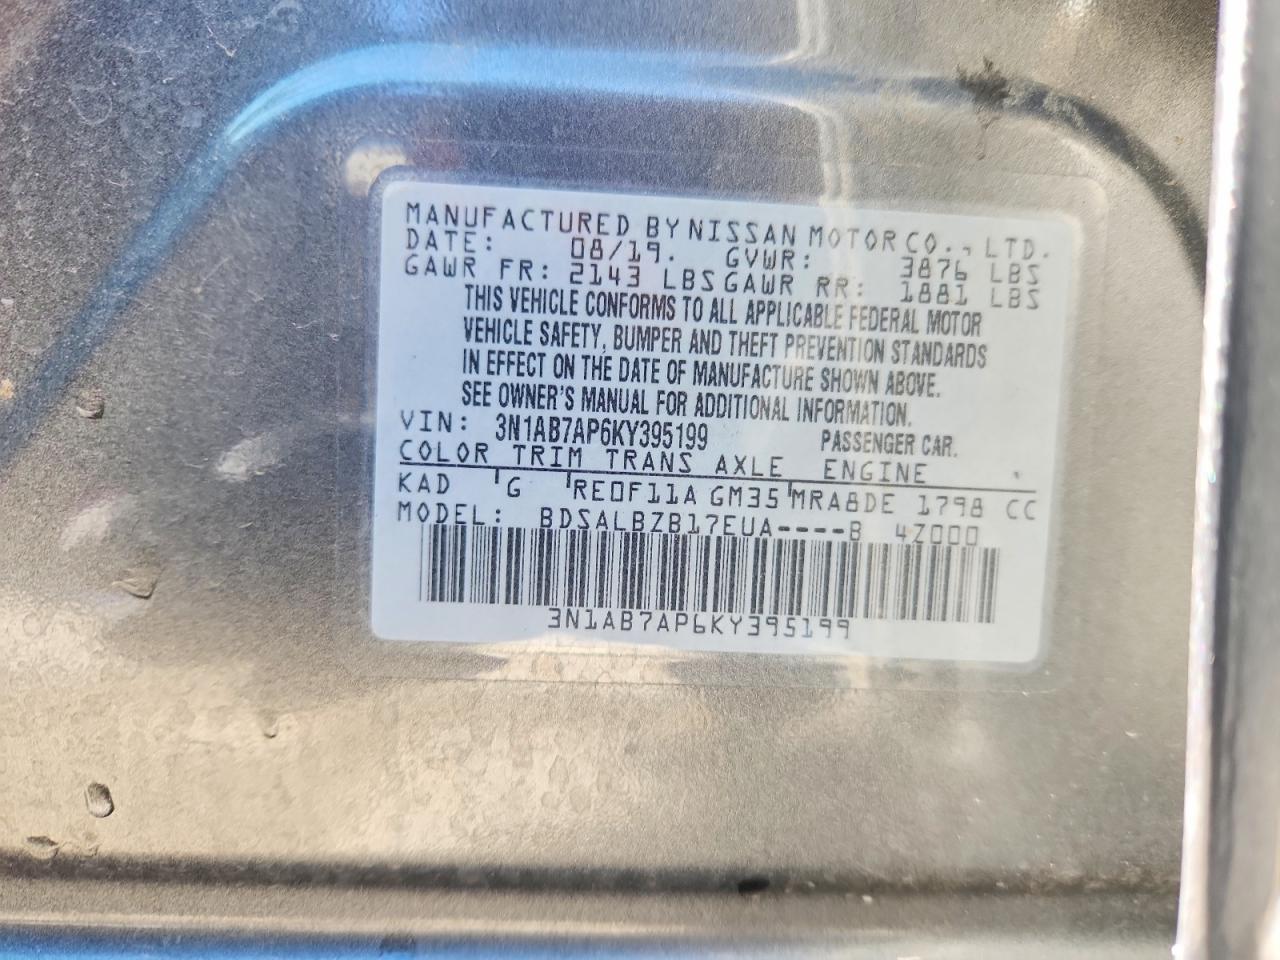 MANUFACTURED BY NISSAN MOTOR CO., LTD.
DATE: 08/19. GVWR: 3876 LBS
GAWR FR: 2143 LBS GAWR RR: 1881 LBS
THIS VEHICLE CONFORMS TO ALL APPLICABLE FEDERAL MOTOR
VEHICLE SAFETY, BUMPER AND THEFT PREVENTION STANDARDS
IN EFFECT ON THE DATE OF MANUFACTURE SHOWN ABOVE.
SEE OWNER'S MANUAL FOR ADDITIONAL INFORMATION.
VIN: 3N1AB7AP6KY395199 PASSENGER CAR.
COLOR TRIM TRANS AXLE ENGINE
KAD G RE0F11A GM35 MRA8DE 1798 CC
MODEL: BDSALBZB17EUA----B 4Z000
3N1AB7AP6KY395199